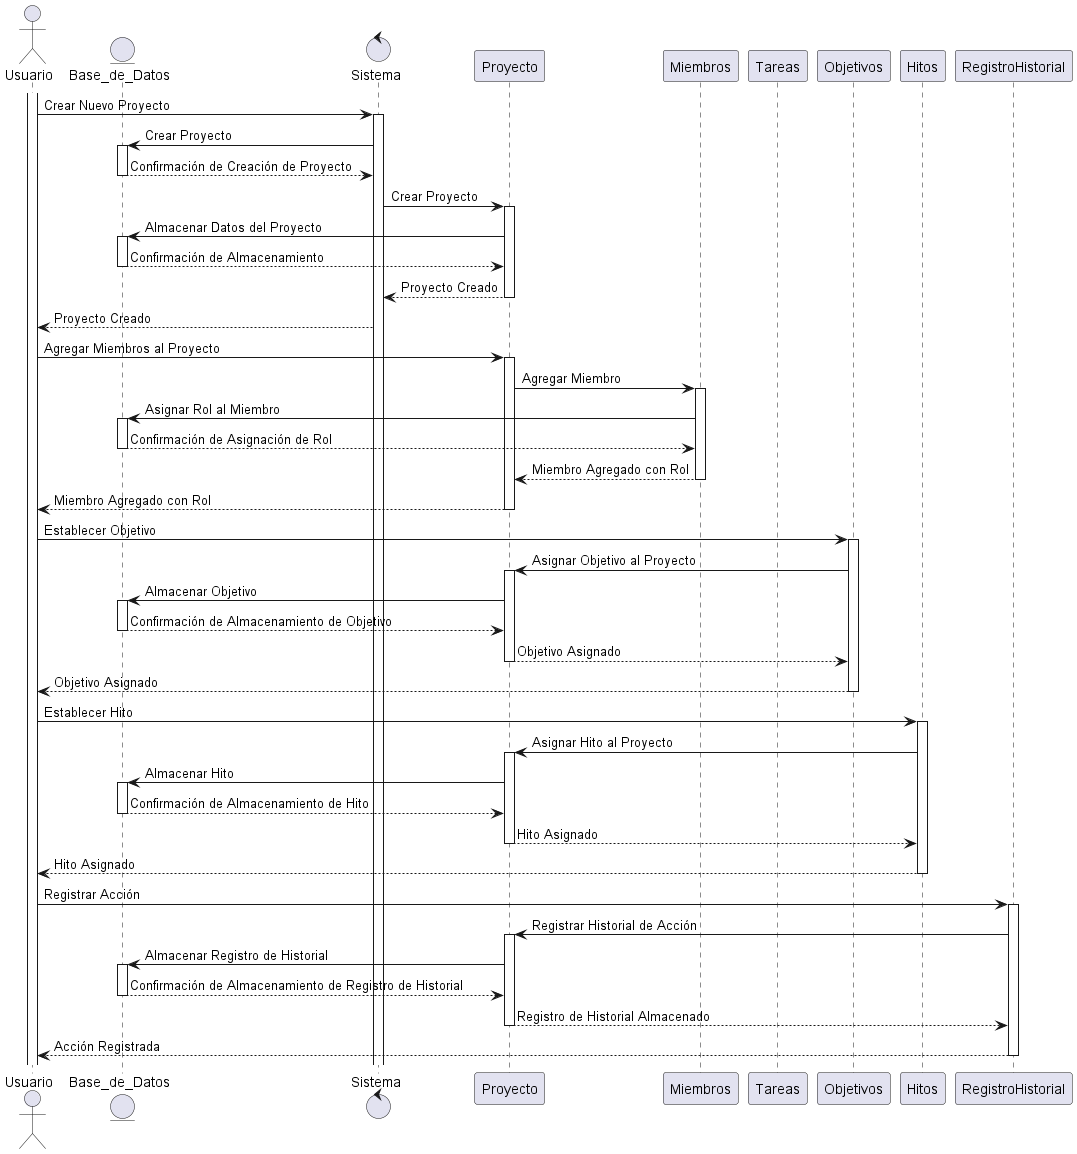 Usuario
Base_de_Datos
Sistema
Proyecto
Miembros
Tareas
Objetivos
Hitos
RegistroHistorial
Crear Nuevo Proyecto
Crear Proyecto
Confirmación de Creación de Proyecto
Crear Proyecto
Almacenar Datos del Proyecto
Confirmación de Almacenamiento
Proyecto Creado
Proyecto Creado
Agregar Miembros al Proyecto
Agregar Miembro
Asignar Rol al Miembro
Confirmación de Asignación de Rol
Miembro Agregado con Rol
Miembro Agregado con Rol
Establecer Objetivo
Asignar Objetivo al Proyecto
Almacenar Objetivo
Confirmación de Almacenamiento de Objetivo
Objetivo Asignado
Objetivo Asignado
Establecer Hito
Asignar Hito al Proyecto
Almacenar Hito
Confirmación de Almacenamiento de Hito
Hito Asignado
Hito Asignado
Registrar Acción
Registrar Historial de Acción
Almacenar Registro de Historial
Confirmación de Almacenamiento de Registro de Historial
Registro de Historial Almacenado
Acción Registrada
Usuario
Base_de_Datos
Sistema
Proyecto
Miembros
Tareas
Objetivos
Hitos
RegistroHistorial